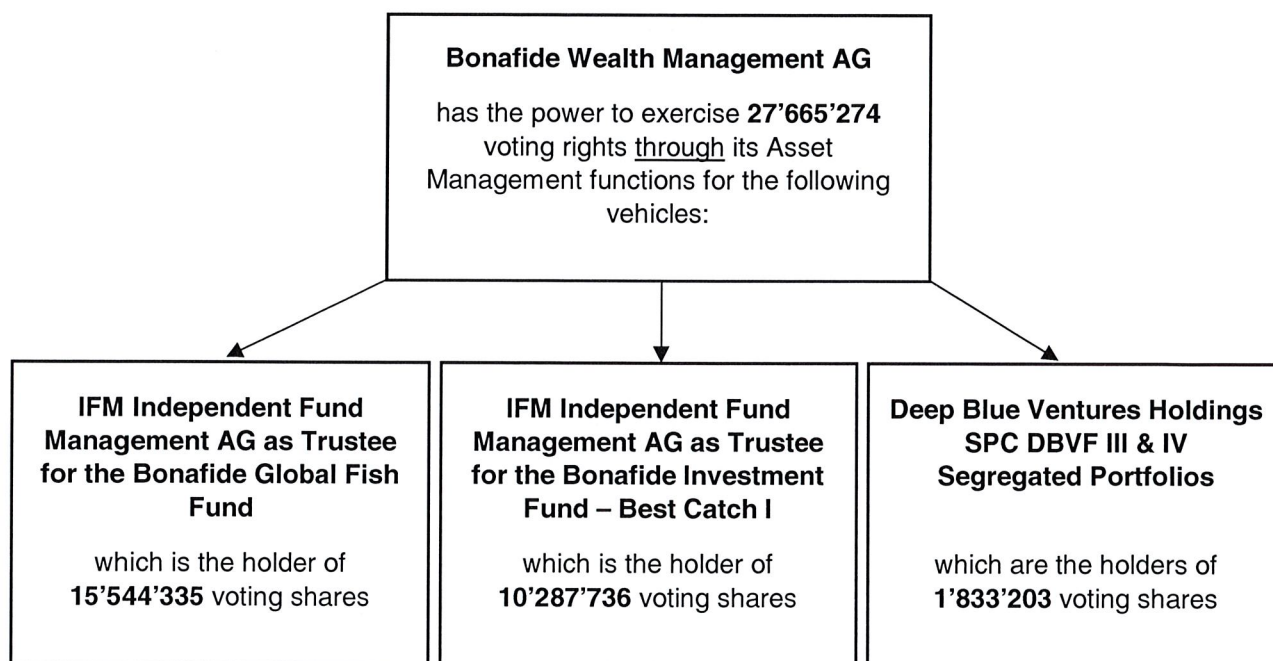 Bonafide Wealth Management AG
has the power to exercise 27’665’274
voting rights through its Asset
Management functions for the following
vehicles:
IFM Independent Fund
Management AG as Trustee
for the Bonafide Global Fish
Fund
which is the holder of
15’544’335 voting shares
IFM Independent Fund
Management AG as Trustee
for the Bonafide Investment
Fund – Best Catch I
which is the holder of
10’287’736 voting shares
Deep Blue Ventures Holdings
SPC DBVF III & IV
Segregated Portfolios
which are the holders of
1’833’203 voting shares